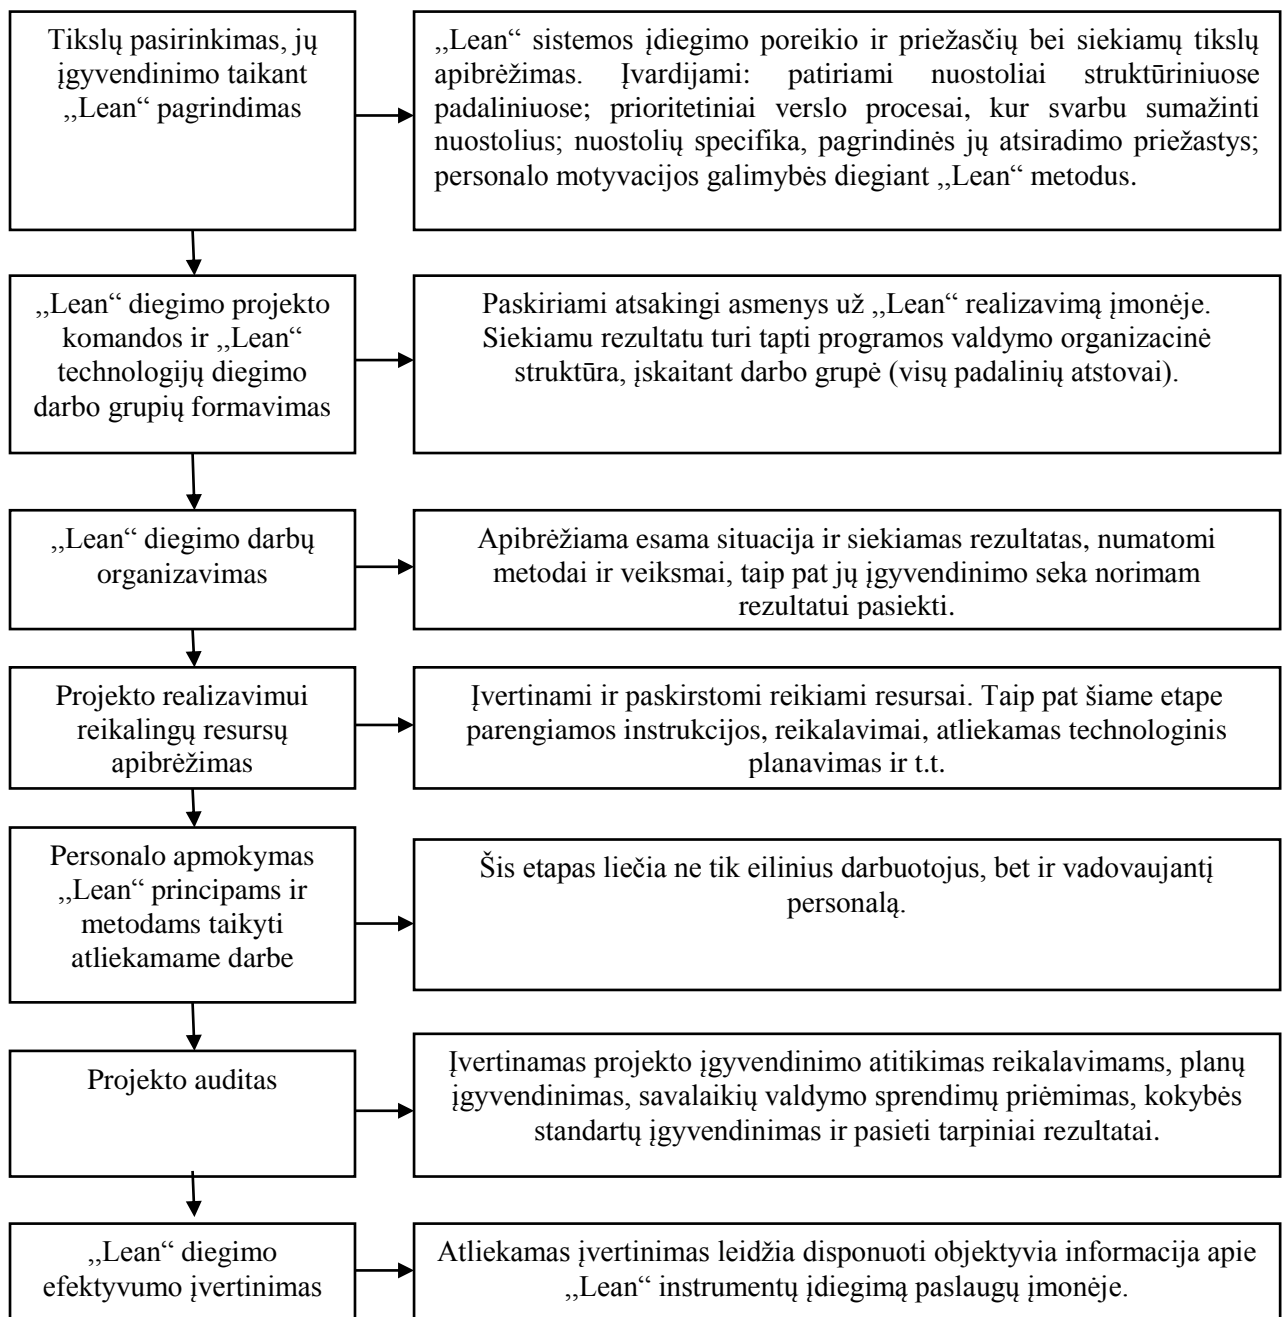 Tikslų pasirinkimas, jų
įgyvendinimo taikant
,,Lean“ pagrindimas
,,Lean“ sistemos įdiegimo poreikio ir priežasčių bei siekiamų tikslų
apibrėžimas. Įvardijami: patiriami nuostoliai struktūriniuose
padaliniuose; prioritetiniai verslo procesai, kur svarbu sumažinti
nuostolius; nuostolių specifika, pagrindinės jų atsiradimo priežastys;
personalo motyvacijos galimybės diegiant ,,Lean“ metodus.
,,Lean“ diegimo projekto
komandos ir ,,Lean“
technologijų diegimo
darbo grupių formavimas
Paskiriami atsakingi asmenys už ,,Lean“ realizavimą įmonėje.
Siekiamu rezultatu turi tapti programos valdymo organizacinė
struktūra, įskaitant darbo grupė (visų padalinių atstovai).
,,Lean“ diegimo darbų
organizavimas
Apibrėžiama esama situacija ir siekiamas rezultatas, numatomi
metodai ir veiksmai, taip pat jų įgyvendinimo seka norimam
rezultatui pasiekti.
Projekto realizavimui
reikalingų resursų
apibrėžimas
Įvertinami ir paskirstomi reikiami resursai. Taip pat šiame etape
parengiamos instrukcijos, reikalavimai, atliekamas technologinis
planavimas ir t.t.
Personalo apmokymas
,,Lean“ principams ir
metodams taikyti
atliekamame darbe
Šis etapas liečia ne tik eilinius darbuotojus, bet ir vadovaujantį
personalą.
Projekto auditas
Įvertinamas projekto įgyvendinimo atitikimas reikalavimams, planų
įgyvendinimas, savalaikių valdymo sprendimų priėmimas, kokybės
standartų įgyvendinimas ir pasieti tarpiniai rezultatai.
,,Lean“ diegimo
efektyvumo įvertinimas
Atliekamas įvertinimas leidžia disponuoti objektyvia informacija apie
,,Lean“ instrumentų įdiegimą paslaugų įmonėje.